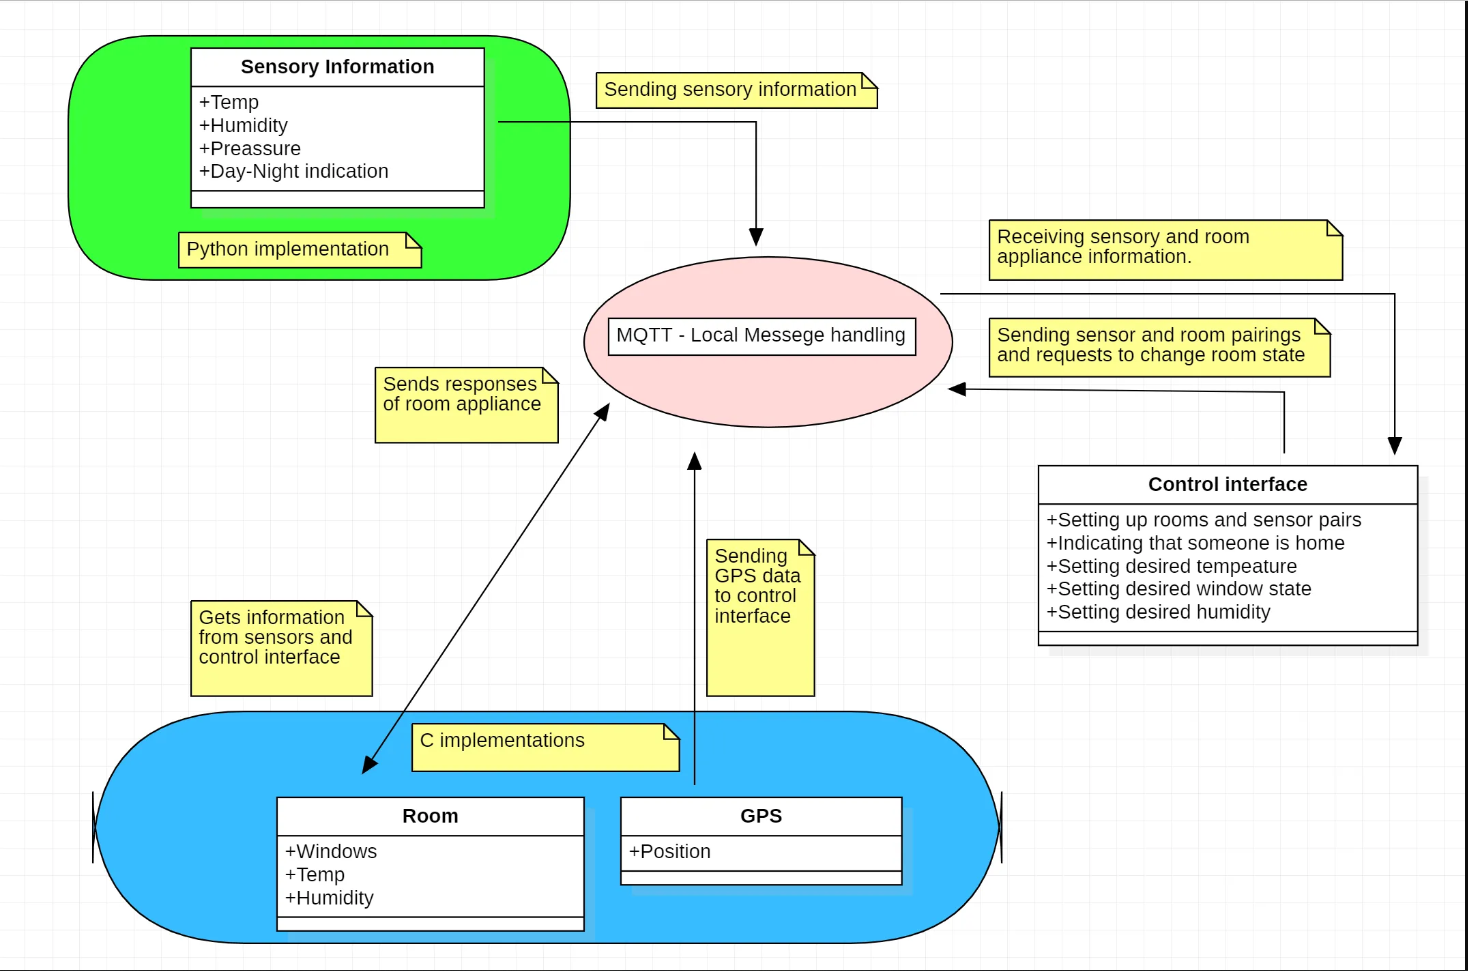 Sensory Information
+Temp
+Humidity
+Preassure
+Day-Night indication
Python implementation
Sending sensory information
Receiving sensory and room
appliance information.
MQTT - Local Messege handling
Sending sensor and room pairings
and requests to change room state
Sends responses
of room appliance
Control interface
+Setting up rooms and sensor pairs
+Indicating that someone is home
+Setting desired tempeature
+Setting desired window state
+Setting desired humidity
Sending
GPS data
to control
interface
Gets information
from sensors and
control interface
C implementations
Room
+Windows
+Temp
+Humidity
GPS
+Position